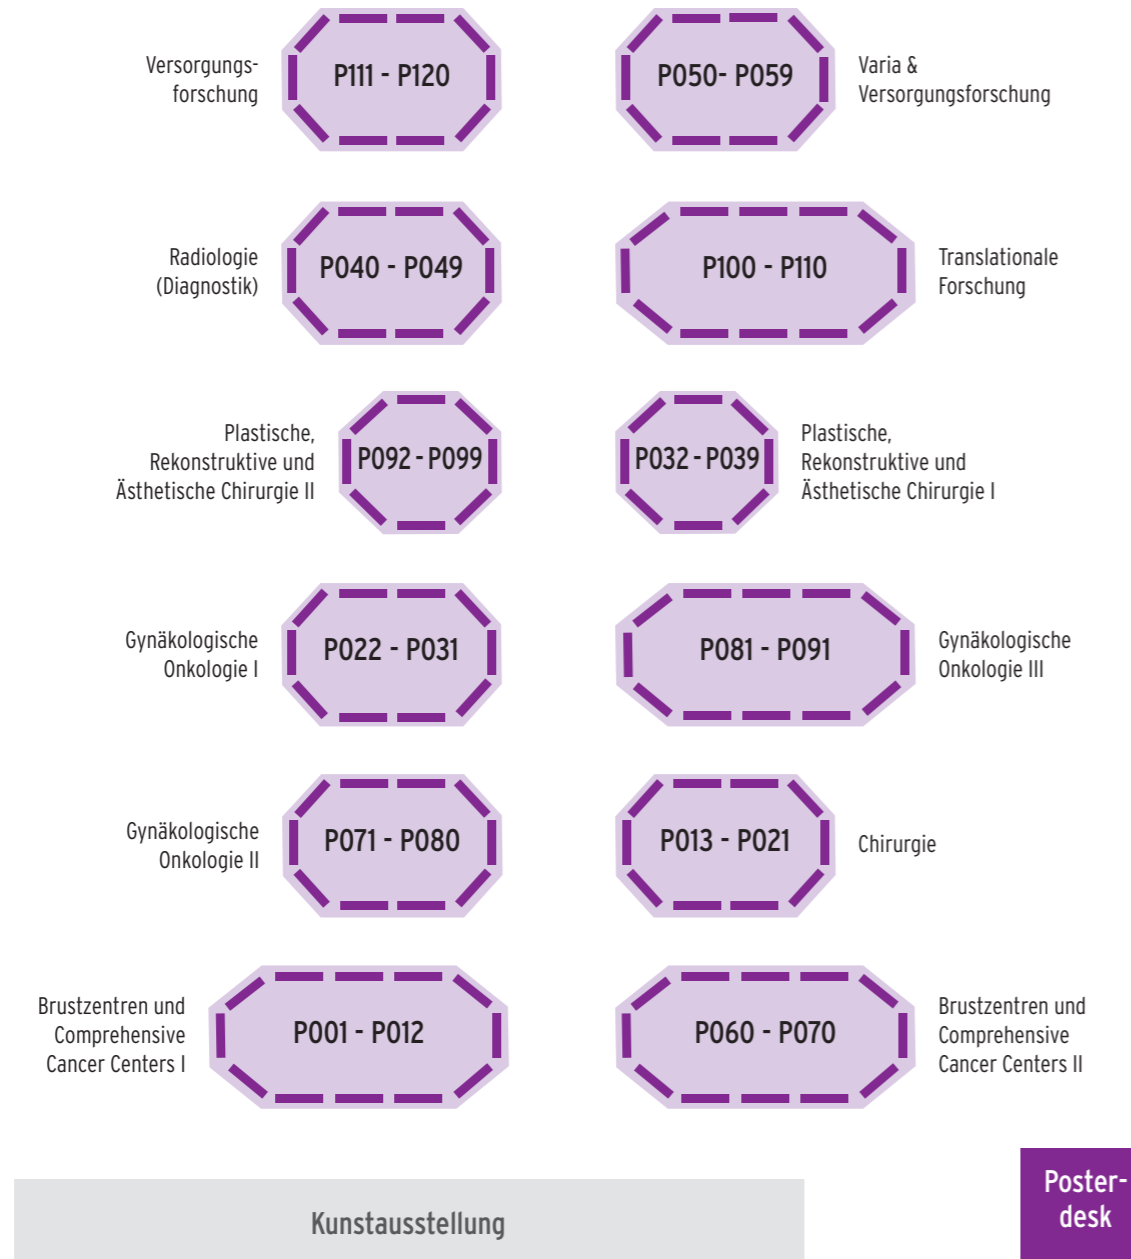 Versorgungs-
forschung
P111 - P120
P050- P059
Varia &
Versorgungsforschung
Radiologie
(Diagnostik)
P040 - P049
P100 - P110
Translationale
Forschung
Plastische,
Rekonstruktive und
Ästhetische Chirurgie II
P092 - P099
P032 - P039
Plastische,
Rekonstruktive und
Ästhetische Chirurgie I
Gynäkologische
Onkologie I
P022 - P031
P081 - P091
Gynäkologische
Onkologie III
Gynäkologische
Onkologie II
P071 - P080
P013 - P021
Chirurgie
Brustzentren und
Comprehensive
Cancer Centers I
P001 - P012
P060 - P070
Brustzentren und
Comprehensive
Cancer Centers II
Kunstausstellung
Poster-
desk